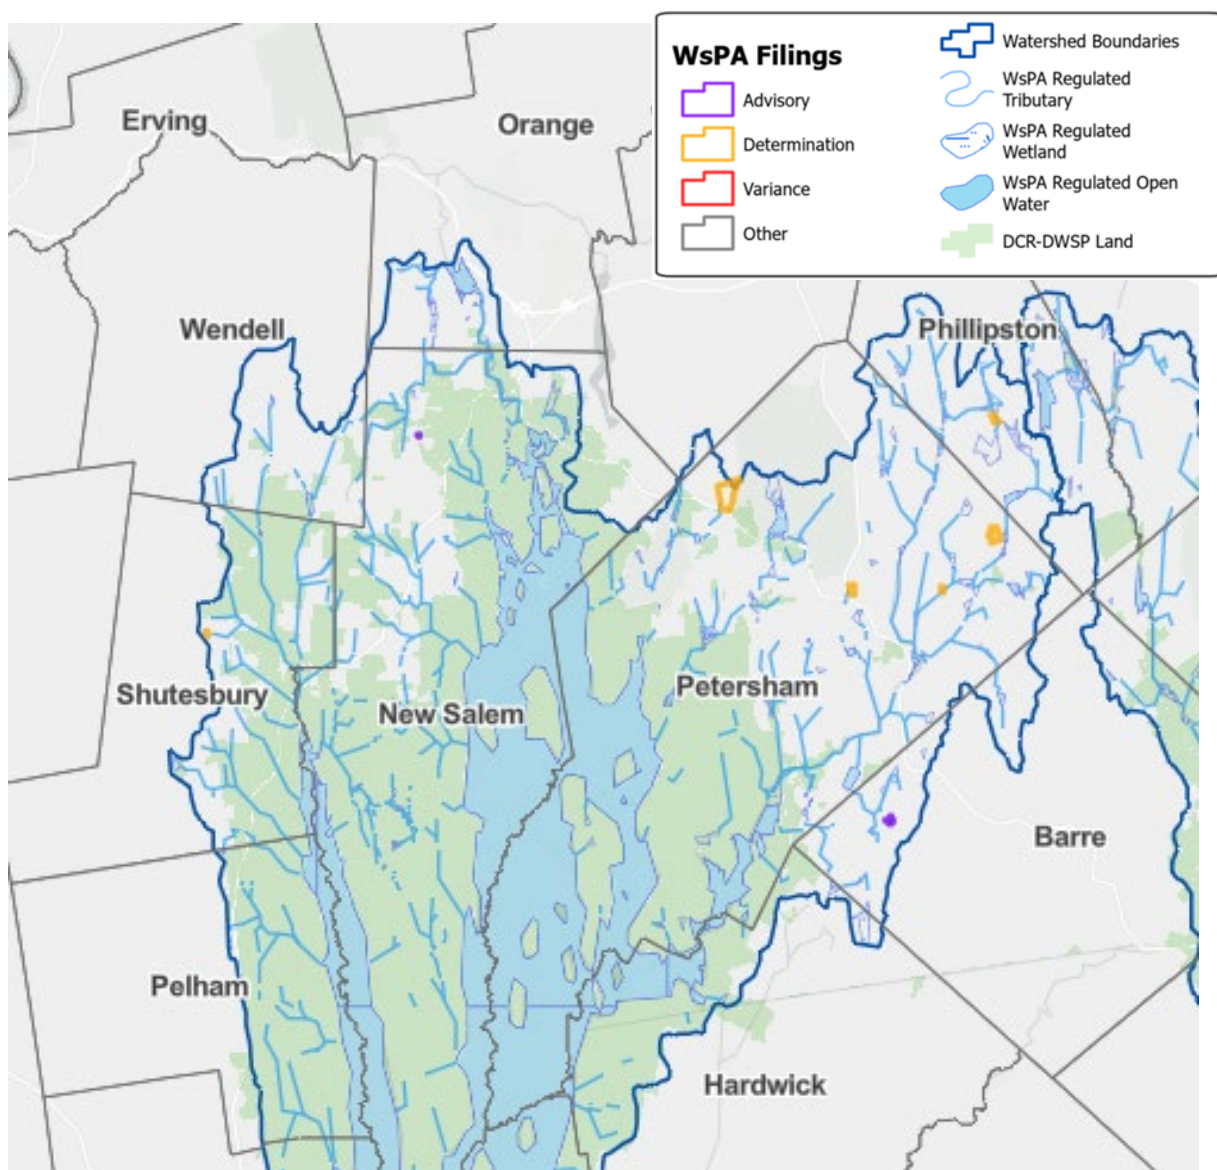 WsPA Filings
Advisory
Determination
Variance
Other
Watershed Boundaries
WsPA Regulated
Tributary
WsPA Regulated
Wetland
WsPA Regulated Open
Water
DCR-DWSP Land
Erving
Orange
Wendell
Phillipston
Shutesbury
New Salem
Petersham
Barre
Pelham
Hardwick